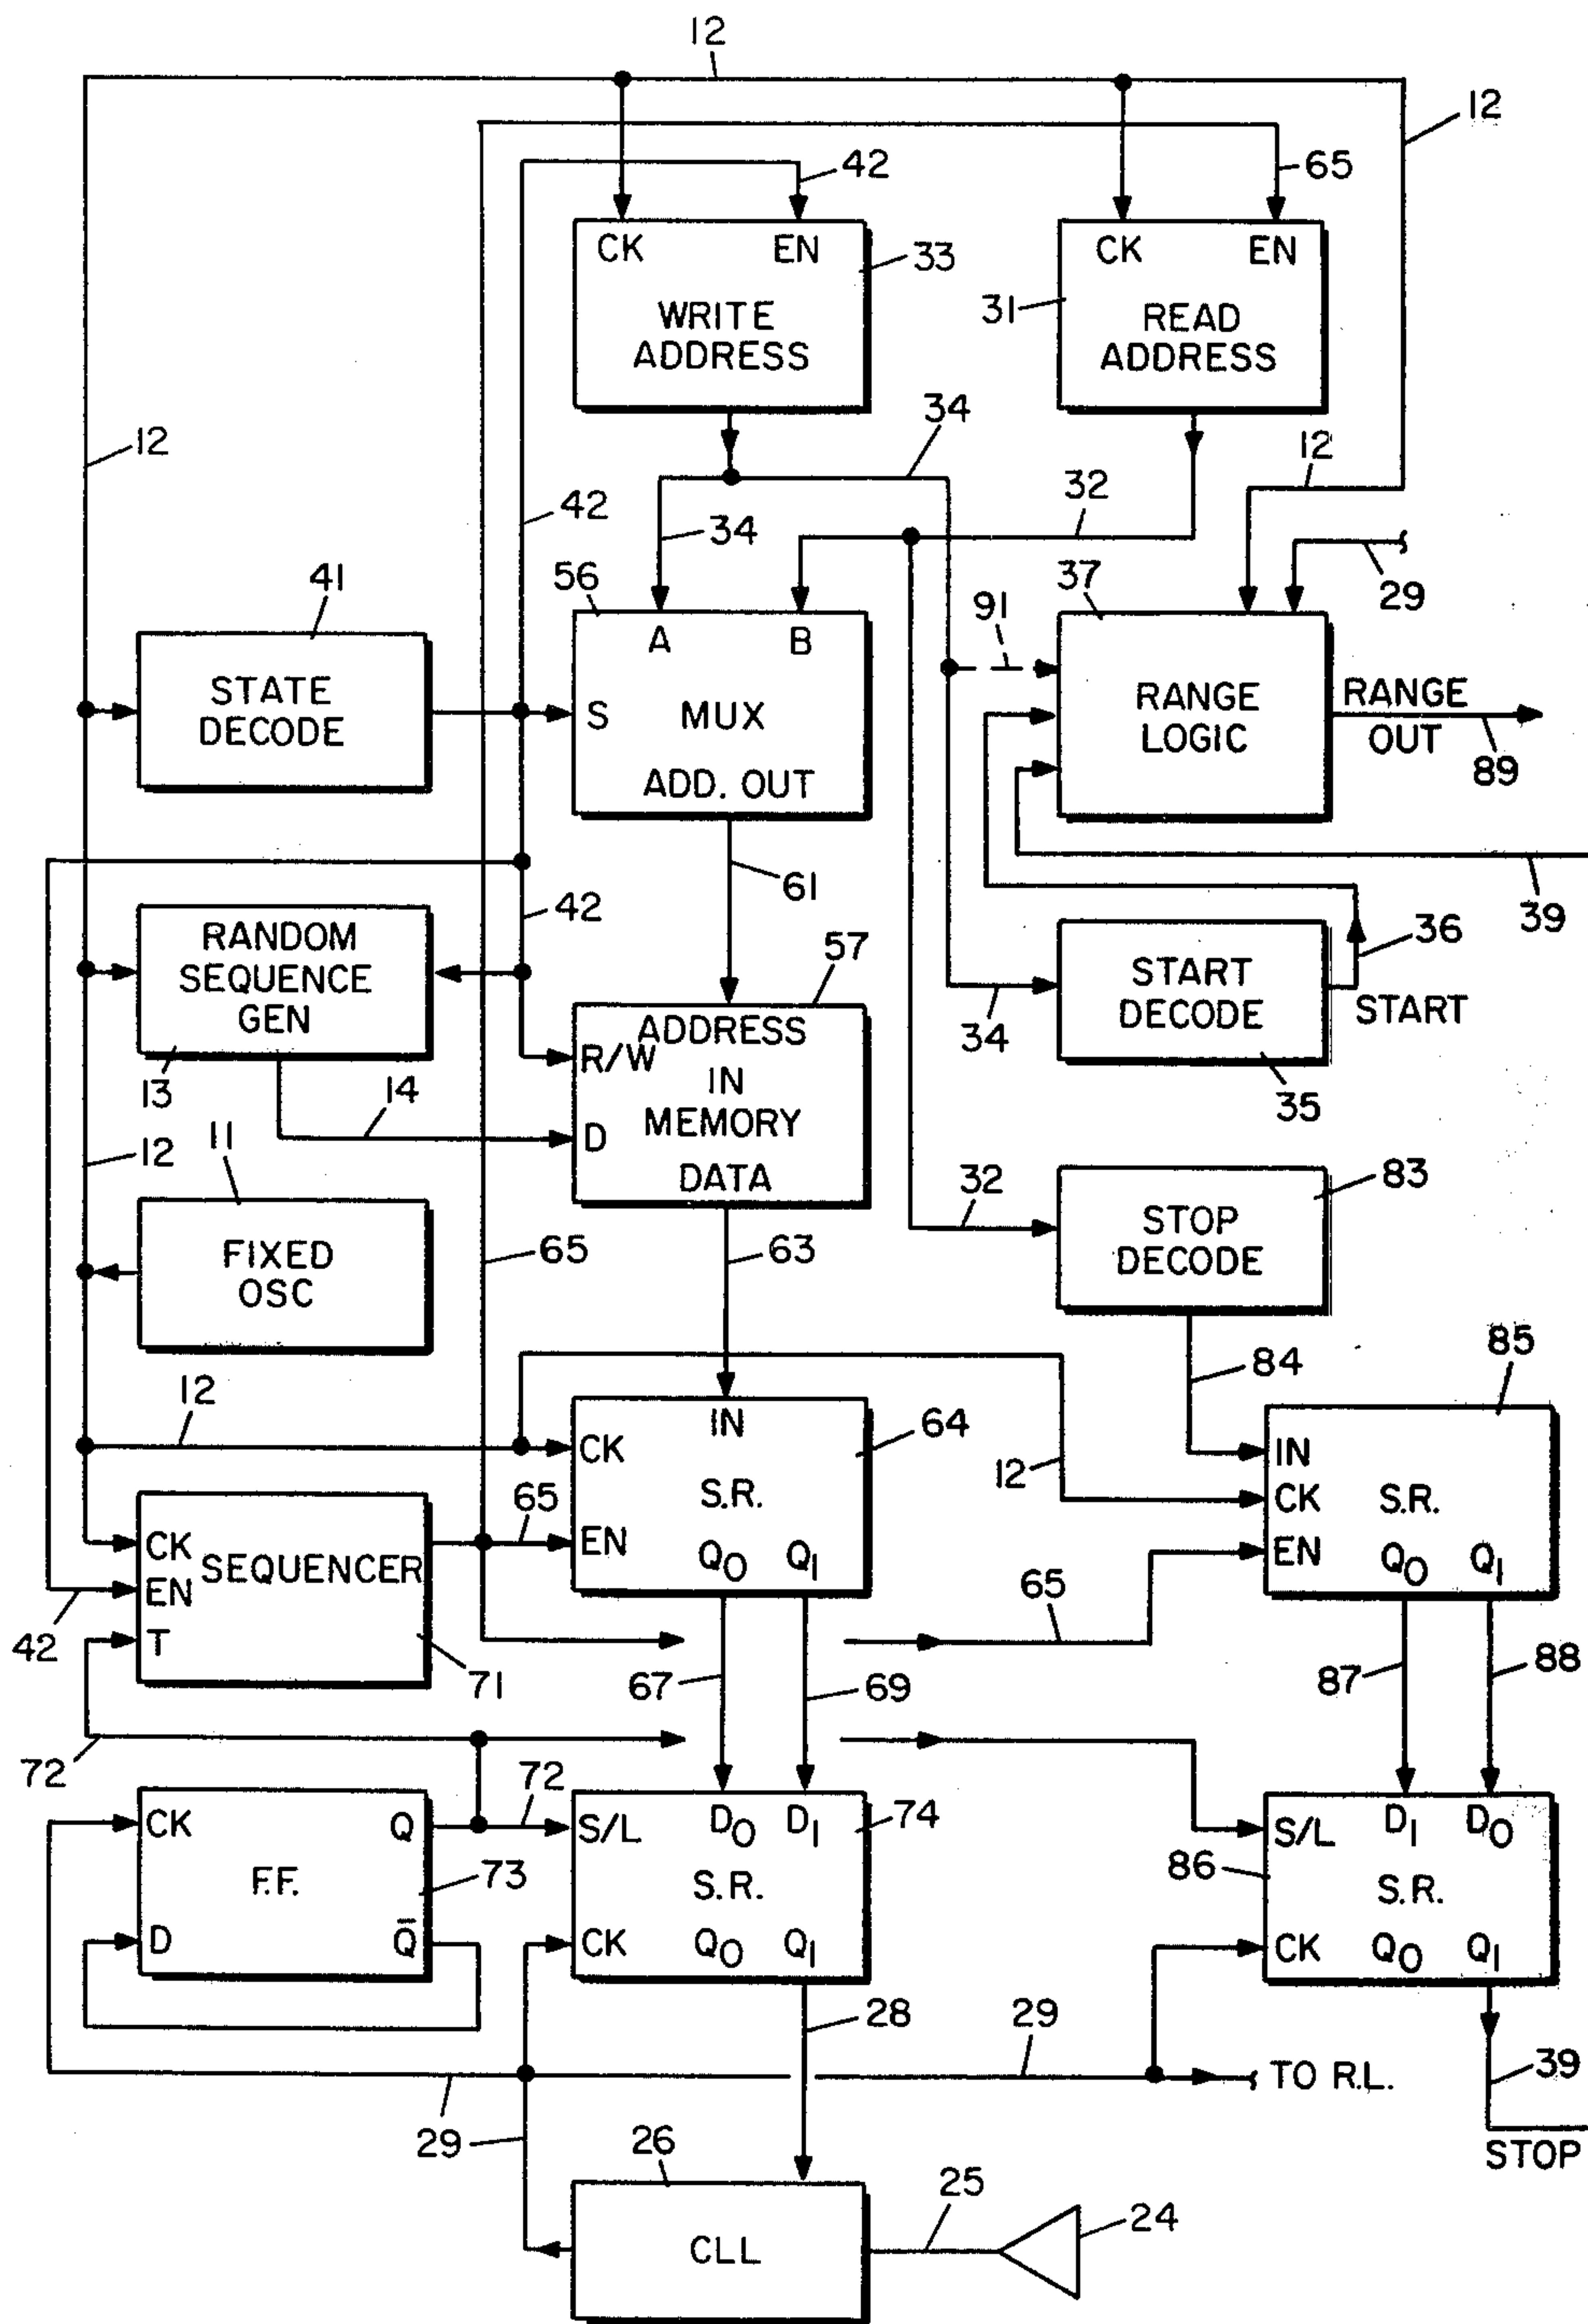 12
12
42
65
CK EN
33
WRITE
ADDRESS
CK EN
31
READ
ADDRESS
12
34
12
42
34
32
29
41
56
37
91
STATE
DECODE
A B
S MUX
ADD. OUT
RANGE
LOGIC
RANGE
OUT
89
61
39
42
RANDOM
SEQUENCE
GEN
57
36
START
DECODE
START
34
35
13
14
ADDRESS
R/W
IN
MEMORY
D
DATA
12
11
83
32
STOP
DECODE
FIXED
OSC
65
63
84
85
12
IN
CK
64
S.R.
65
EN
Q0 Q1
12
IN
CK S.R.
EN
Q0 Q1
CK
SEQUENCER
EN
T
42
71
65
67
69
87
88
72
72
CK Q
F.F.
73
D Q̄
S/L D0 D1
74
S.R.
CK Q0 Q1
S/L D1 D0
86
S.R.
CK Q0 Q1
28
29
TO R.L.
39
29
26
25
24
STOP
CLL